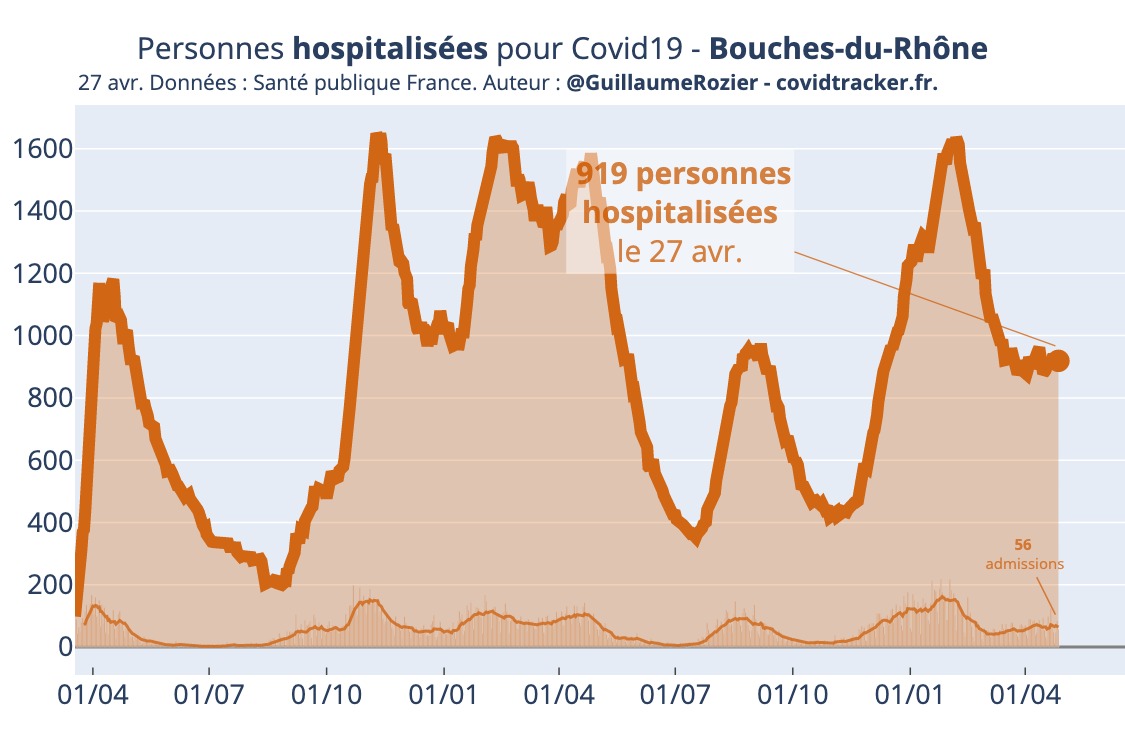 Personnes hospitalisées pour Covid19 - Bouches-du-Rhône
27 avr. Données : Santé publique France. Auteur : @GuillaumeRozier - covidtracker.fr.
1600
1400
1200
1000
800
600
400
200
0
919 personnes
hospitalisées
le 27 avr.
56
admissions
01/04 01/07 01/10 01/01 01/04 01/07 01/10 01/01 01/04